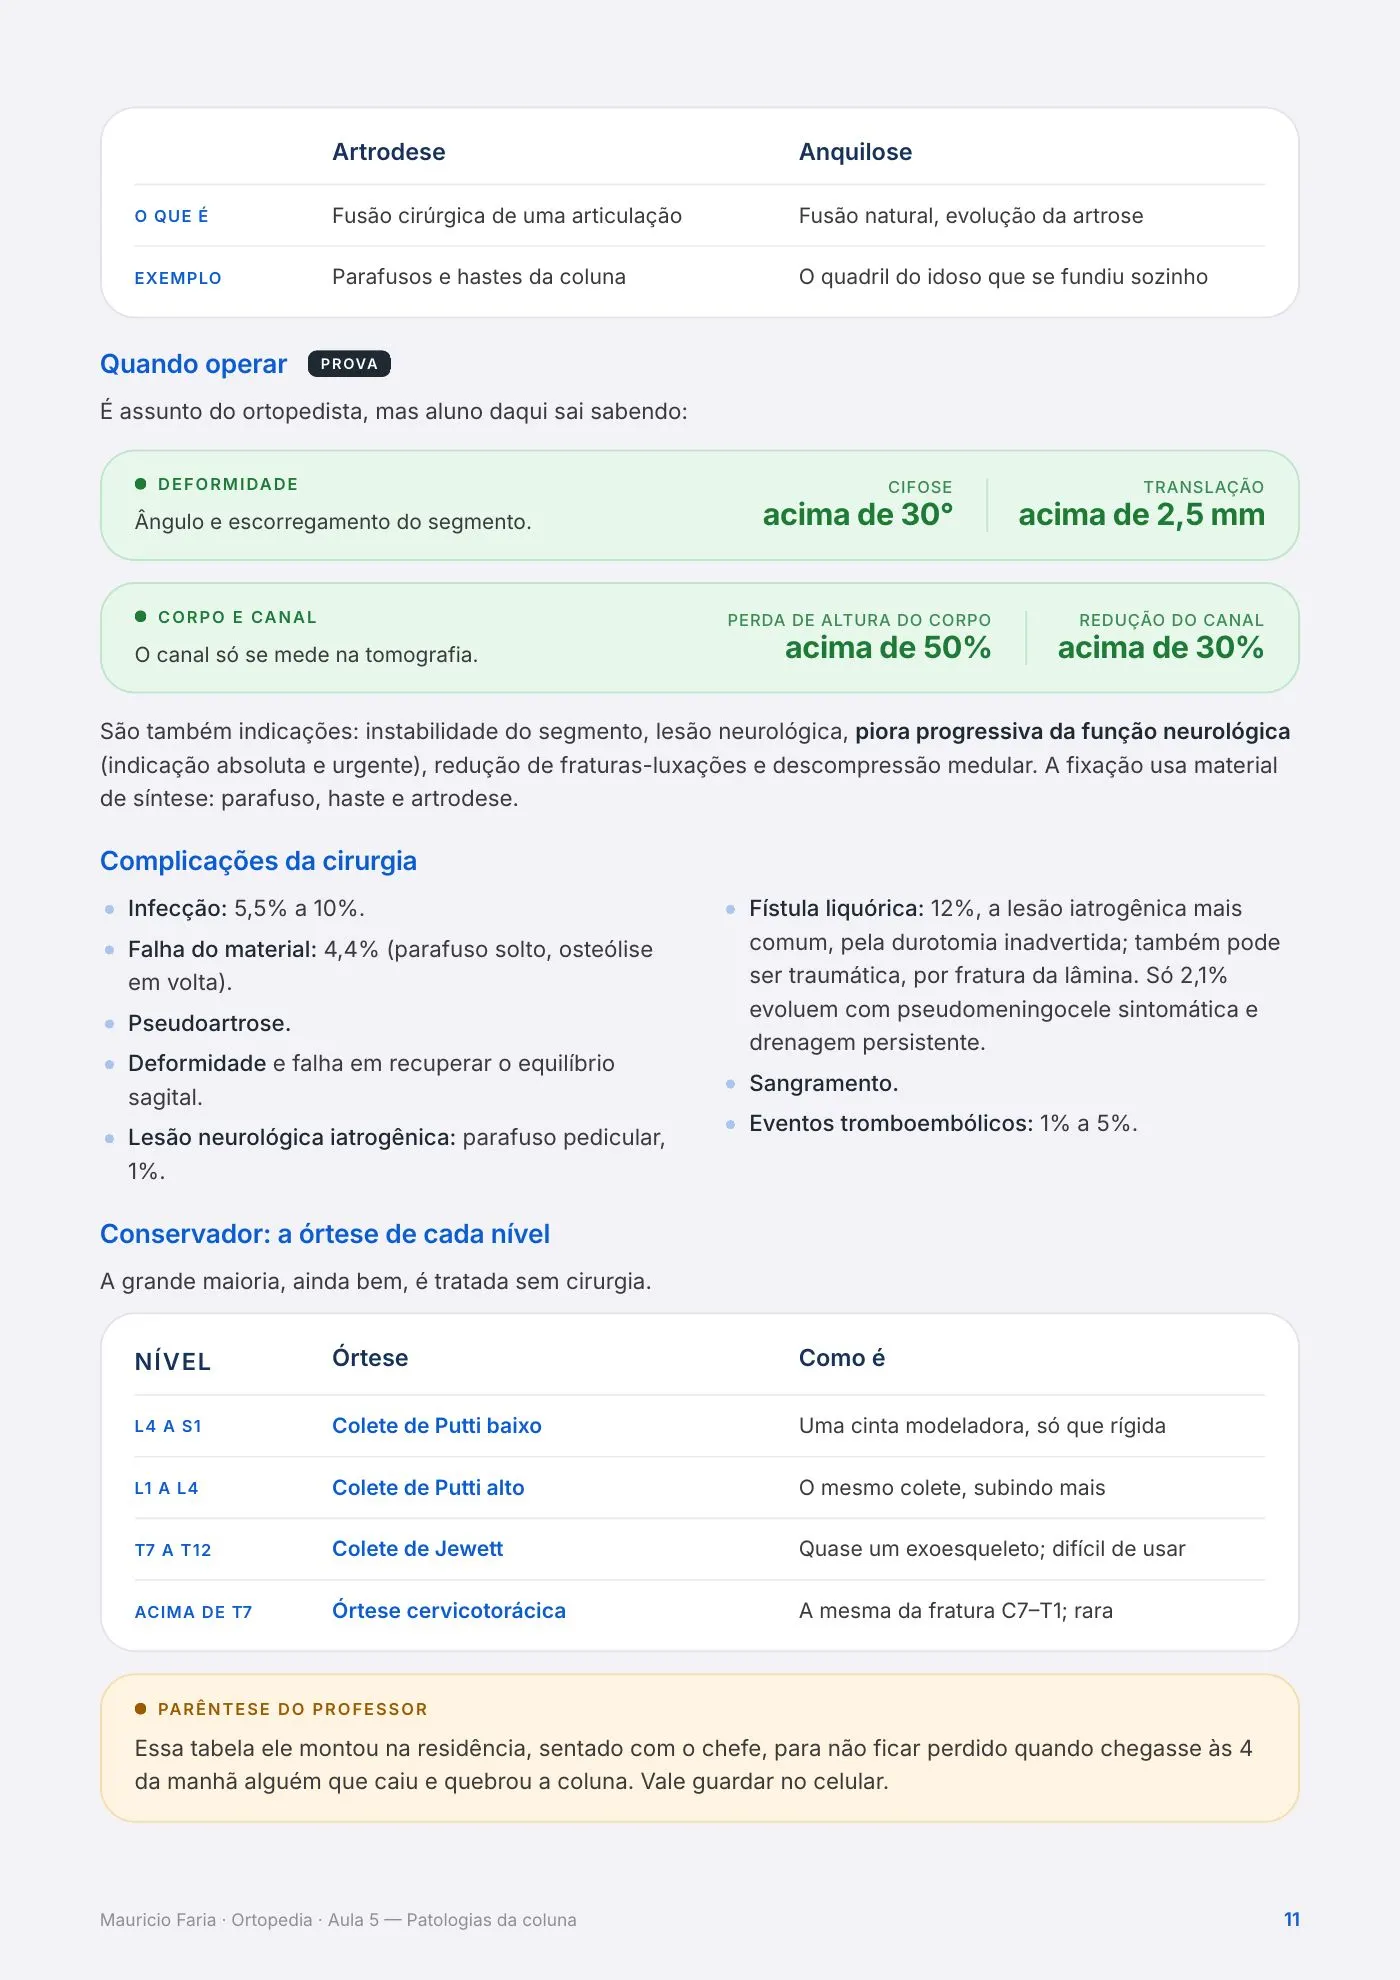 Artrodese Anquilose
O QUE É Fusão cirúrgica de uma articulação Fusão natural, evolução da artrose
EXEMPLO Parafusos e hastes da coluna O quadril do idoso que se fundiu sozinho
Quando operar PROVA
É assunto do ortopedista, mas aluno daqui sai sabendo:
DEFORMIDADE
Ângulo e escorregamento do segmento.
CIFOSE
acima de 30°
TRANSLAÇÃO
acima de 2,5 mm
CORPO E CANAL
O canal só se mede na tomografia.
PERDA DE ALTURA DO CORPO
acima de 50%
REDUÇÃO DO CANAL
acima de 30%
São também indicações: instabilidade do segmento, lesão neurológica, piora progressiva da função neurológica
(indicação absoluta e urgente), redução de fraturas-luxações e descompressão medular. A fixação usa material
de síntese: parafuso, haste e artrodese.
Complicações da cirurgia
Infecção: 5,5% a 10%.
Falha do material: 4,4% (parafuso solto, osteólise
em volta).
Pseudoartrose.
Deformidade e falha em recuperar o equilíbrio
sagital.
Lesão neurológica iatrogênica: parafuso pedicular,
1%.
Fístula liquórica: 12%, a lesão iatrogênica mais
comum, pela durotomia inadvertida; também pode
ser traumática, por fratura da lâmina. Só 2,1%
evoluem com pseudomeningocele sintomática e
drenagem persistente.
Sangramento.
Eventos tromboembólicos: 1% a 5%.
Conservador: a órtese de cada nível
A grande maioria, ainda bem, é tratada sem cirurgia.
NÍVEL Órtese Como é
L4 A S1 Colete de Putti baixo Uma cinta modeladora, só que rígida
L1 A L4 Colete de Putti alto O mesmo colete, subindo mais
T7 A T12 Colete de Jewett Quase um exoesqueleto; difícil de usar
ACIMA DE T7 Órtese cervicotorácica A mesma da fratura C7–T1; rara
PARÊNTESE DO PROFESSOR
Essa tabela ele montou na residência, sentado com o chefe, para não ficar perdido quando chegasse às 4
da manhã alguém que caiu e quebrou a coluna. Vale guardar no celular.
Mauricio Faria · Ortopedia · Aula 5 — Patologias da coluna 11